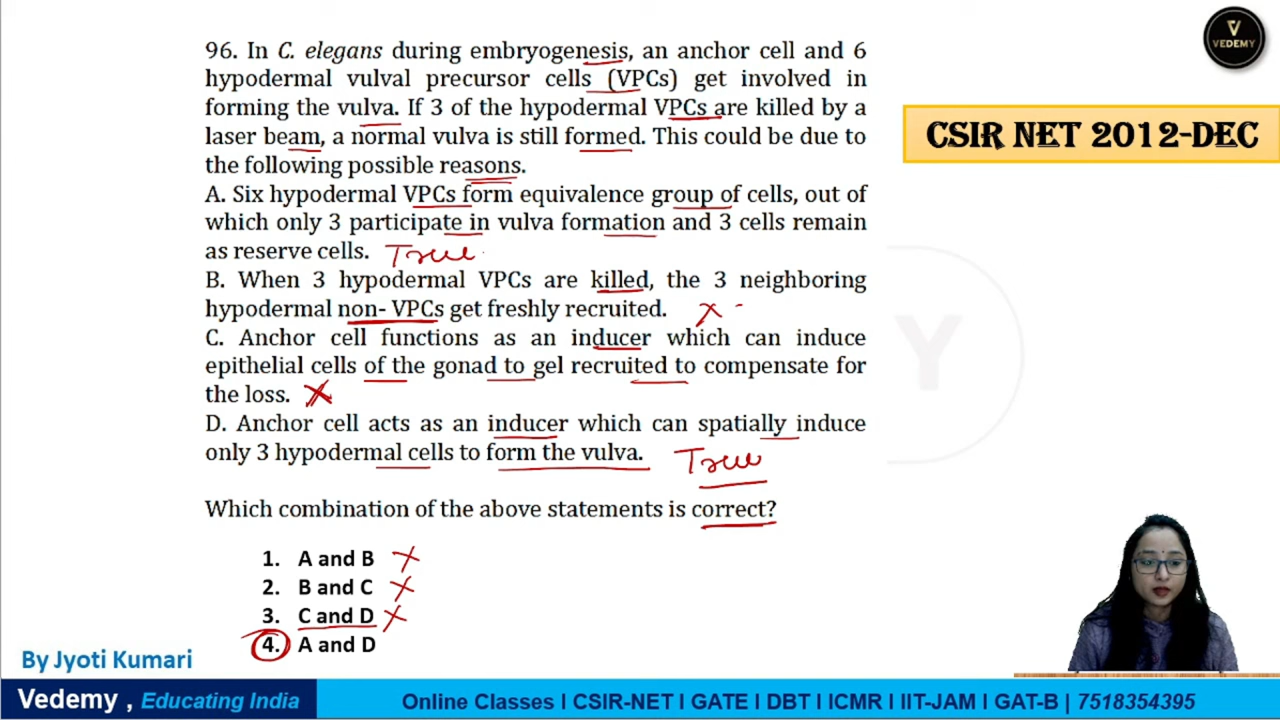 96. In C. elegans during embryogenesis, an anchor cell and 6
hypodermal vulval precursor cells (VPCs) get involved in
forming the vulva. If 3 of the hypodermal VPCs are killed by a
laser beam, a normal vulva is still formed. This could be due to
the following possible reasons.
A. Six hypodermal VPCs form equivalence group of cells, out of
which only 3 participate in vulva formation and 3 cells remain
as reserve cells. True
B. When 3 hypodermal VPCs are killed, the 3 neighboring
hypodermal non- VPCs get freshly recruited.
C. Anchor cell functions as an inducer which can induce
epithelial cells of the gonad to gel recruited to compensate for
the loss.
D. Anchor cell acts as an inducer which can spatially induce
only 3 hypodermal cells to form the vulva. True
Which combination of the above statements is correct?
1. A and B
2. B and C
3. C and D
4. A and D
V
VEDEMY
CSIR NET 2012-DEC
Y
By Jyoti Kumari
Vedemy , Educating India
Online Classes I CSIR-NET I GATE I DBT I ICMR I IIT-JAM I GAT-B | 7518354395